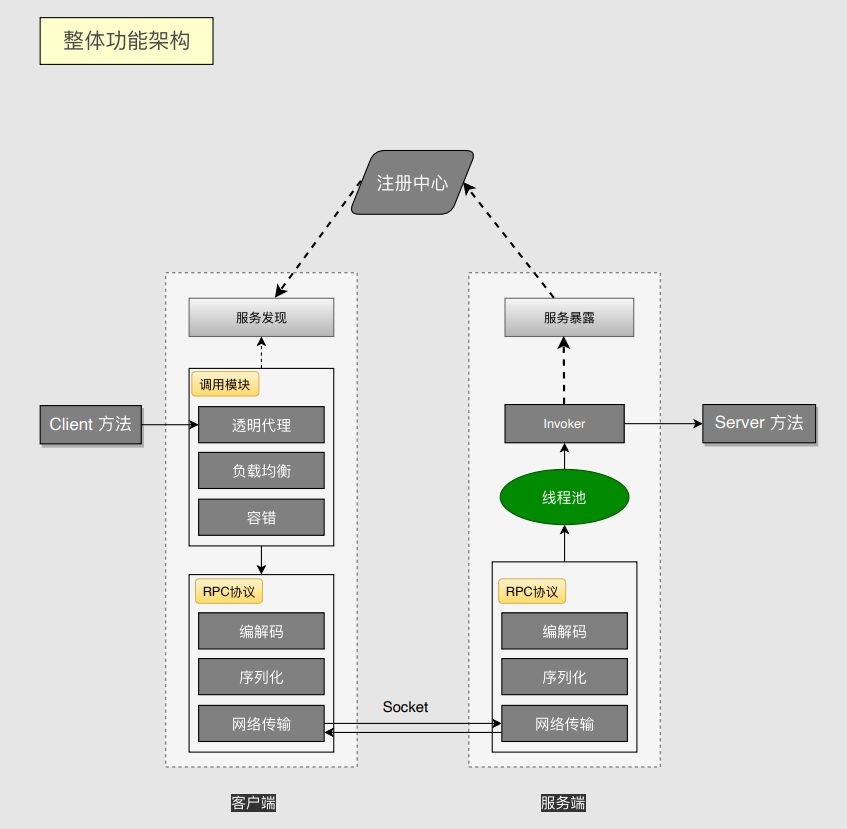 整体功能架构
注册中心
服务发现
服务暴露
调用模块
Client 方法
透明代理
负载均衡
容错
Invoker
Server 方法
线程池
RPC协议
编解码
序列化
网络传输
Socket
RPC协议
编解码
序列化
网络传输
客户端
服务端